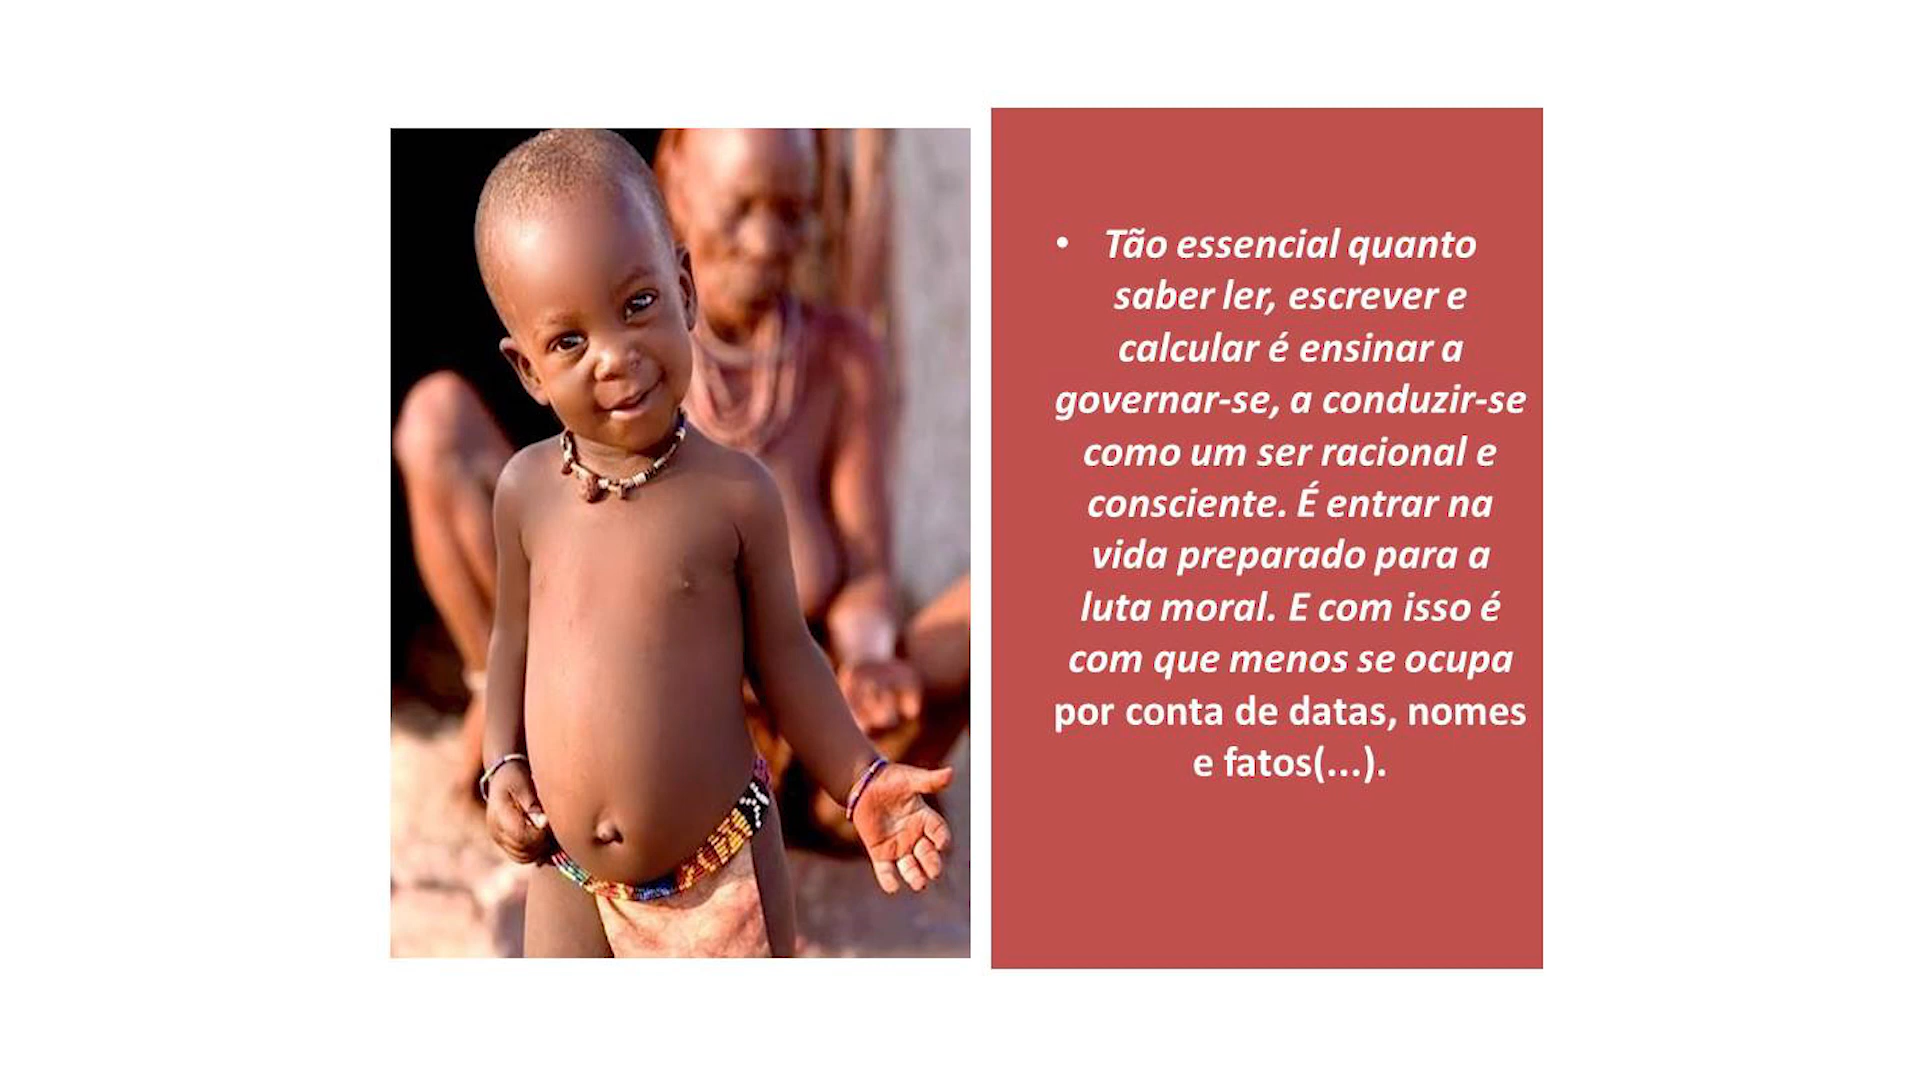 • Tão essencial quanto
saber ler, escrever e
calcular é ensinar a
governar-se, a conduzir-se
como um ser racional e
consciente. É entrar na
vida preparado para a
luta moral. E com isso é
com que menos se ocupa
por conta de datas, nomes
e fatos(...).